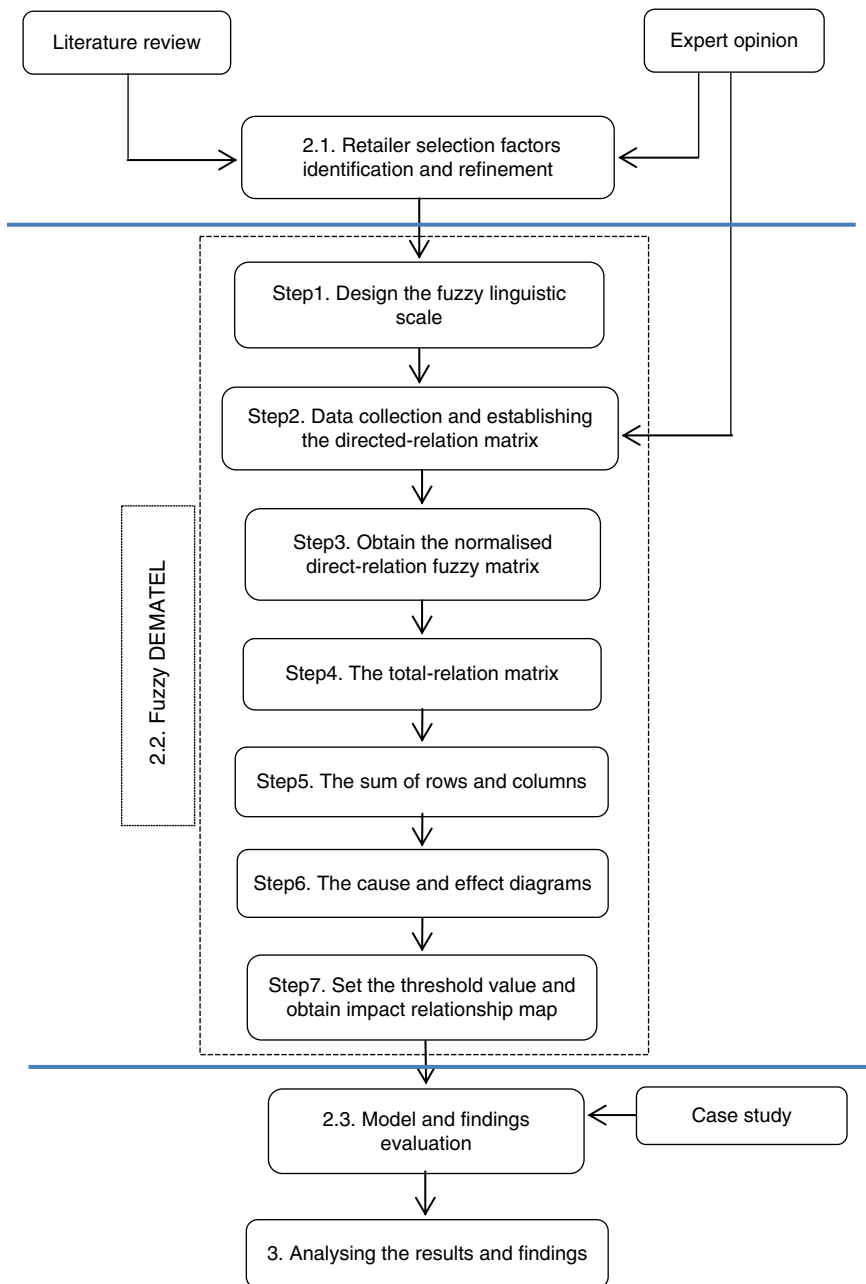 Literature review
Expert opinion
2.1. Retailer selection factors
identification and refinement
Step1. Design the fuzzy linguistic
scale
Step2. Data collection and establishing
the directed-relation matrix
Step3. Obtain the normalised
direct-relation fuzzy matrix
2.2. Fuzzy DEMATEL
Step4. The total-relation matrix
Step5. The sum of rows and columns
Step6. The cause and effect diagrams
Step7. Set the threshold value and
obtain impact relationship map
2.3. Model and findings
evaluation
Case study
3. Analysing the results and findings